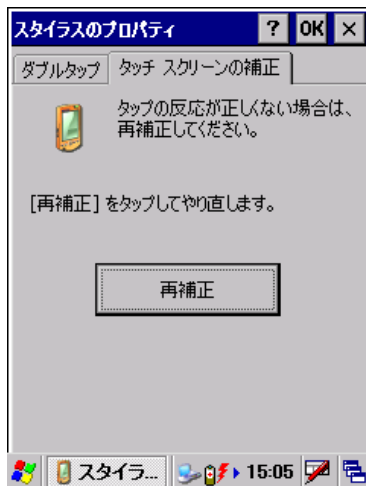 スタイラスのプロパティ ? OK ×
ダブルタップ タッチ スクリーンの補正
タップの反応が正しくない場合は、
再補正してください。
[再補正] をタップしてやり直します。
再補正
スタイラ... 15:05